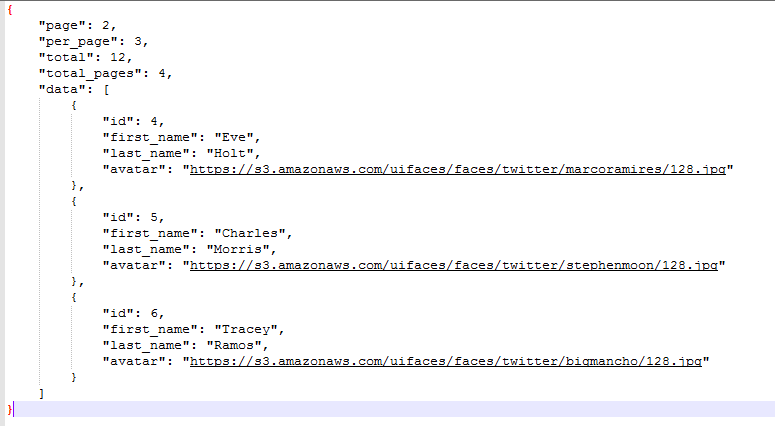 {
    "page": 2,
    "per_page": 3,
    "total": 12,
    "total_pages": 4,
    "data": [
        {
            "id": 4,
            "first_name": "Eve",
            "last_name": "Holt",
            "avatar": "https://s3.amazonaws.com/uifaces/faces/twitter/marcoramires/128.jpg"
        },
        {
            "id": 5,
            "first_name": "Charles",
            "last_name": "Morris",
            "avatar": "https://s3.amazonaws.com/uifaces/faces/twitter/stephenmoon/128.jpg"
        },
        {
            "id": 6,
            "first_name": "Tracey",
            "last_name": "Ramos",
            "avatar": "https://s3.amazonaws.com/uifaces/faces/twitter/bigmancho/128.jpg"
        }
    ]
}